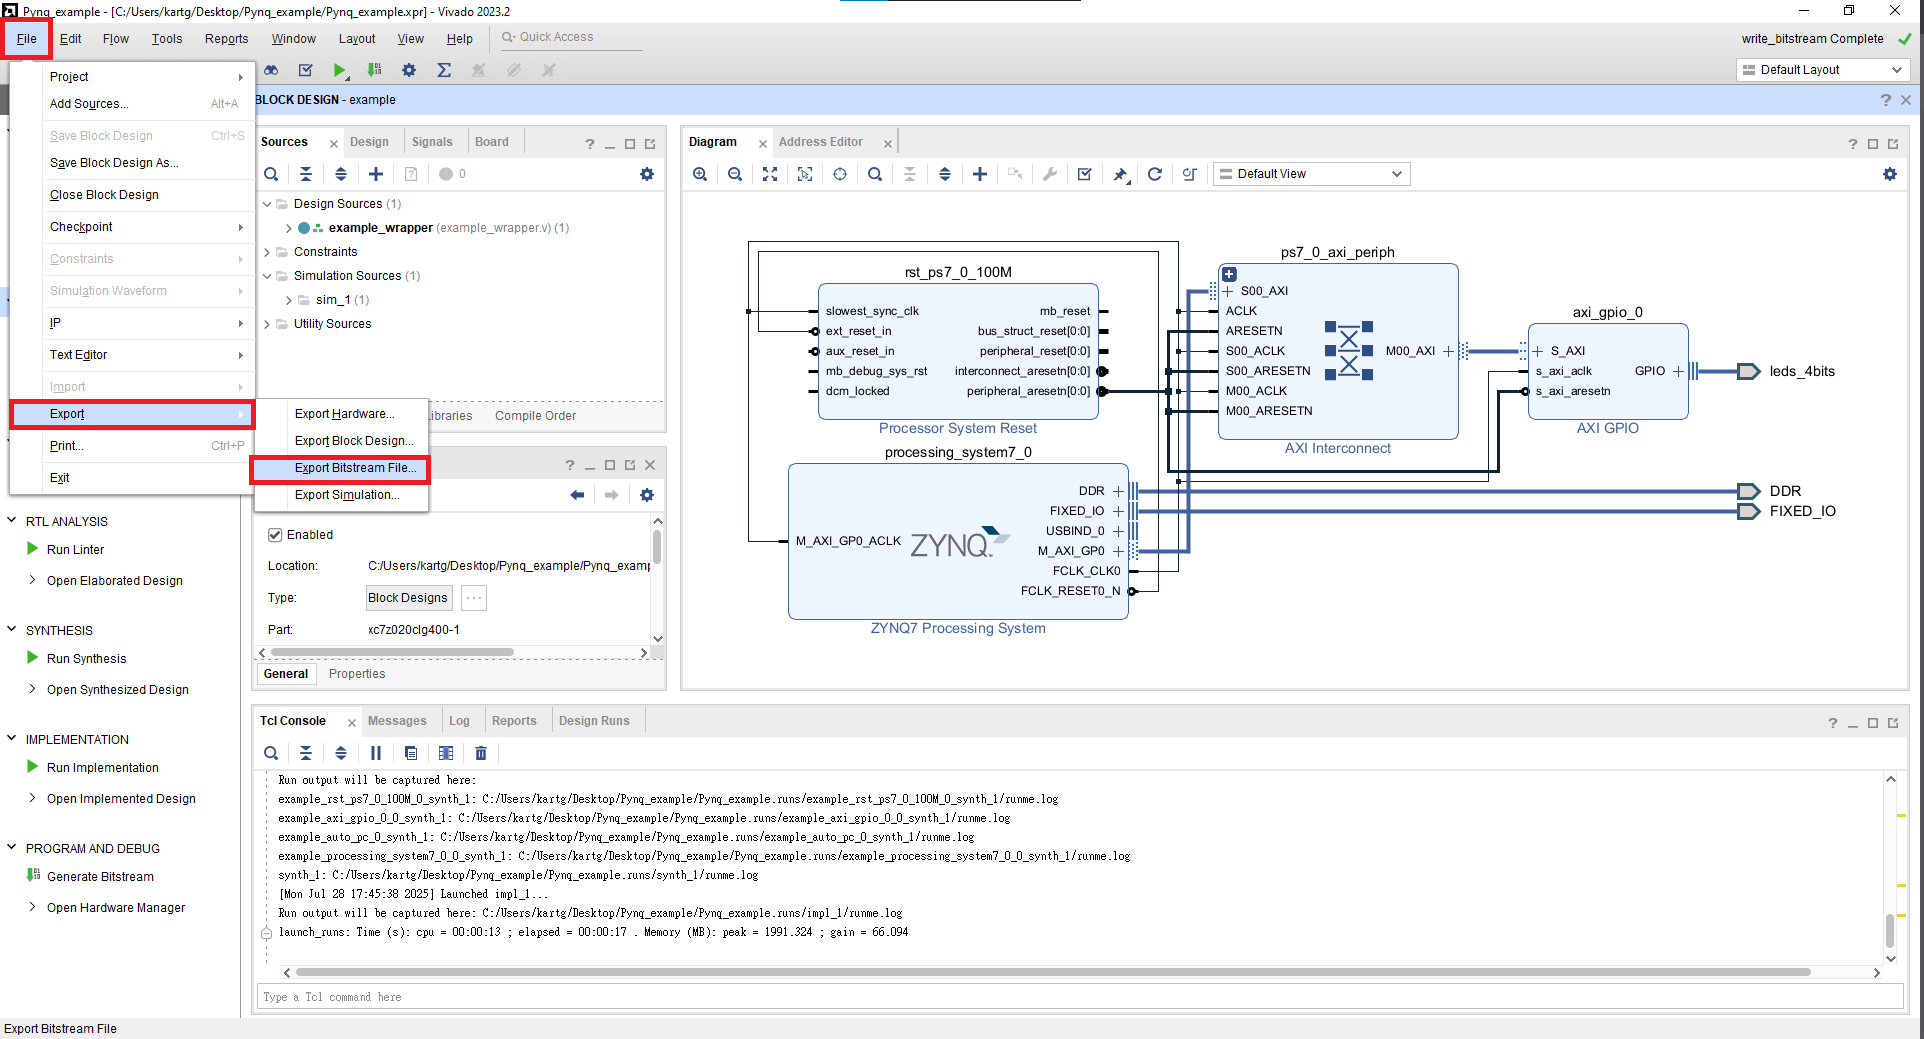 Pynq_example - [C:/Users/kartg/Desktop/Pynq_example/Pynq_example.xpr] - Vivado 2023.2
File Edit Flow Tools Reports Window Layout View Help Quick Access
write_bitstream Complete
Default Layout
Project
Add Sources... Alt+A
Save Block Design Ctrl+S
Save Block Design As...
Close Block Design
Checkpoint
Constraints
Simulation Waveform
IP
Text Editor
Import
Export
Print... Ctrl+P
Exit
Export Hardware...
Export Block Design...
Export Bitstream File...
Export Simulation...
RTL ANALYSIS
Run Linter
Open Elaborated Design
SYNTHESIS
Run Synthesis
Open Synthesized Design
IMPLEMENTATION
Run Implementation
Open Implemented Design
PROGRAM AND DEBUG
Generate Bitstream
Open Hardware Manager
BLOCK DESIGN - example
Sources Design Signals Board
0
Design Sources (1)
example_wrapper (example_wrapper.v) (1)
Constraints
Simulation Sources (1)
sim_1 (1)
Utility Sources
ibraries Compile Order
Enabled
Location: C:/Users/kartg/Desktop/Pynq_example/Pynq_examp
Type: Block Designs ...
Part: xc7z020clg400-1
General Properties
Diagram Address Editor
Default View
rst_ps7_0_100M
slowest_sync_clk mb_reset
ext_reset_in bus_struct_reset[0:0]
aux_reset_in peripheral_reset[0:0]
mb_debug_sys_rst interconnect_aresetn[0:0]
dcm_locked peripheral_aresetn[0:0]
Processor System Reset
processing_system7_0
DDR
FIXED_IO
USBIND_0
M_AXI_GP0_ACLK ZYNQ M_AXI_GP0
FCLK_CLK0
FCLK_RESET0_N
ZYNQ7 Processing System
ps7_0_axi_periph
S00_AXI
ACLK
ARESETN
S00_ACLK M00_AXI
S00_ARESETN
M00_ACLK
M00_ARESETN
AXI Interconnect
axi_gpio_0
S_AXI
s_axi_aclk GPIO
s_axi_aresetn
AXI GPIO
leds_4bits
DDR
FIXED_IO
Tcl Console Messages Log Reports Design Runs
Run output will be captured here:
example_rst_ps7_0_100M_0_synth_1: C:/Users/kartg/Desktop/Pynq_example/Pynq_example.runs/example_rst_ps7_0_100M_0_synth_1/runme.log
example_axi_gpio_0_0_synth_1: C:/Users/kartg/Desktop/Pynq_example/Pynq_example.runs/example_axi_gpio_0_0_synth_1/runme.log
example_auto_pc_0_synth_1: C:/Users/kartg/Desktop/Pynq_example/Pynq_example.runs/example_auto_pc_0_synth_1/runme.log
example_processing_system7_0_0_synth_1: C:/Users/kartg/Desktop/Pynq_example/Pynq_example.runs/example_processing_system7_0_0_synth_1/runme.log
synth_1: C:/Users/kartg/Desktop/Pynq_example/Pynq_example.runs/synth_1/runme.log
[Mon Jul 28 17:45:38 2025] Launched impl_1...
Run output will be captured here: C:/Users/kartg/Desktop/Pynq_example/Pynq_example.runs/impl_1/runme.log
launch_runs: Time (s): cpu = 00:00:13 ; elapsed = 00:00:17 . Memory (MB): peak = 1991.324 ; gain = 66.094
Type a Tcl command here
Export Bitstream File